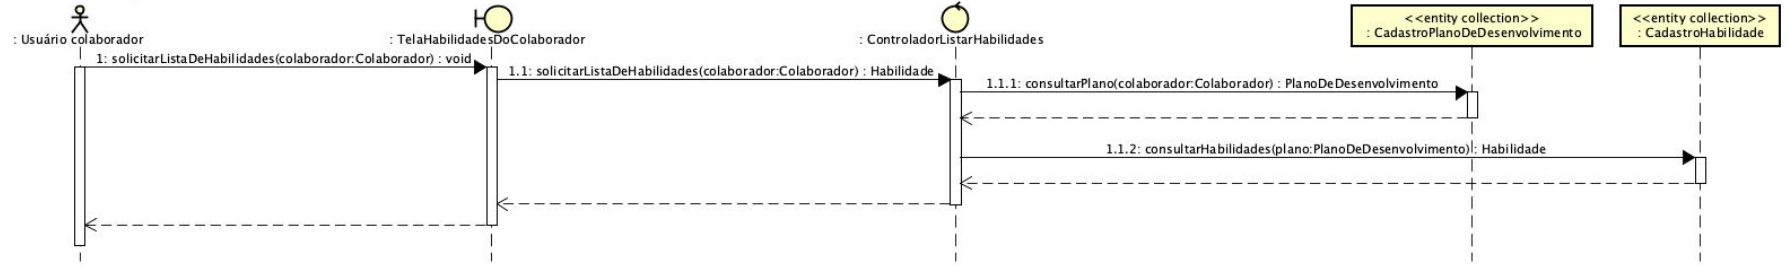 : Usuário colaborador
: TelaHabilidadesDoColaborador
: ControladorListarHabilidades
<<entity collection>>
: CadastroPlanoDeDesenvolvimento
<<entity collection>>
: CadastroHabilidade
1: solicitarListaDeHabilidades(colaborador:Colaborador) : void
1.1: solicitarListaDeHabilidades(colaborador:Colaborador) : Habilidade
1.1.1: consultarPlano(colaborador:Colaborador) : PlanoDeDesenvolvimento
1.1.2: consultarHabilidades(plano:PlanoDeDesenvolvimento) : Habilidade